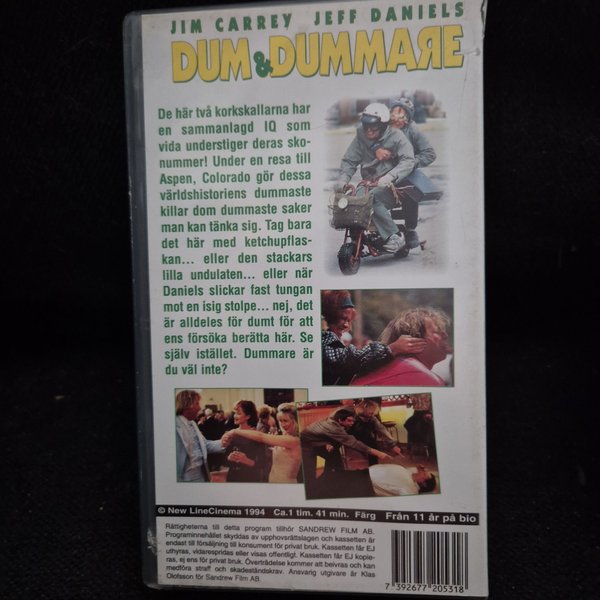 JIM CARREY JEFF DANIELS
DUM & DUMMARE
De här två korkskallarna har
en sammanlagd IQ som
vida understiger deras sko-
nummer! Under en resa till
Aspen, Colorado gör dessa
världshistoriens dummaste
killar dom dummaste saker
man kan tänka sig. Tag bara
det här med ketchupflas-
kan... eller den stackars
lilla undulaten... eller när
Daniels slickar fast tungan
mot en isig stolpe... nej, det
är alldeles för dumt för att
ens försöka berätta här. Se
själv istället. Dummare är
du väl inte?
© New LineCinema 1994 Ca.1 tim. 41 min. Färg Från 11 år på bio
Rättigheterna till detta program tillhör SANDREW FILM AB.
Programinnehållet skyddas av upphovsrättslagen och kassetten är
endast till försäljning till konsument för privat bruk. Kassetten får EJ
uthyras, vidarespridas eller visas offentligt. Kassetten får EJ kopie-
ras, ej ens för privat bruk. Överträdelse kommer att beivras och kan
medföra straff och skadeståndskrav. Ansvarig utgivare är Klas
Olofsson för Sandrew Film AB.
7 392677 205318